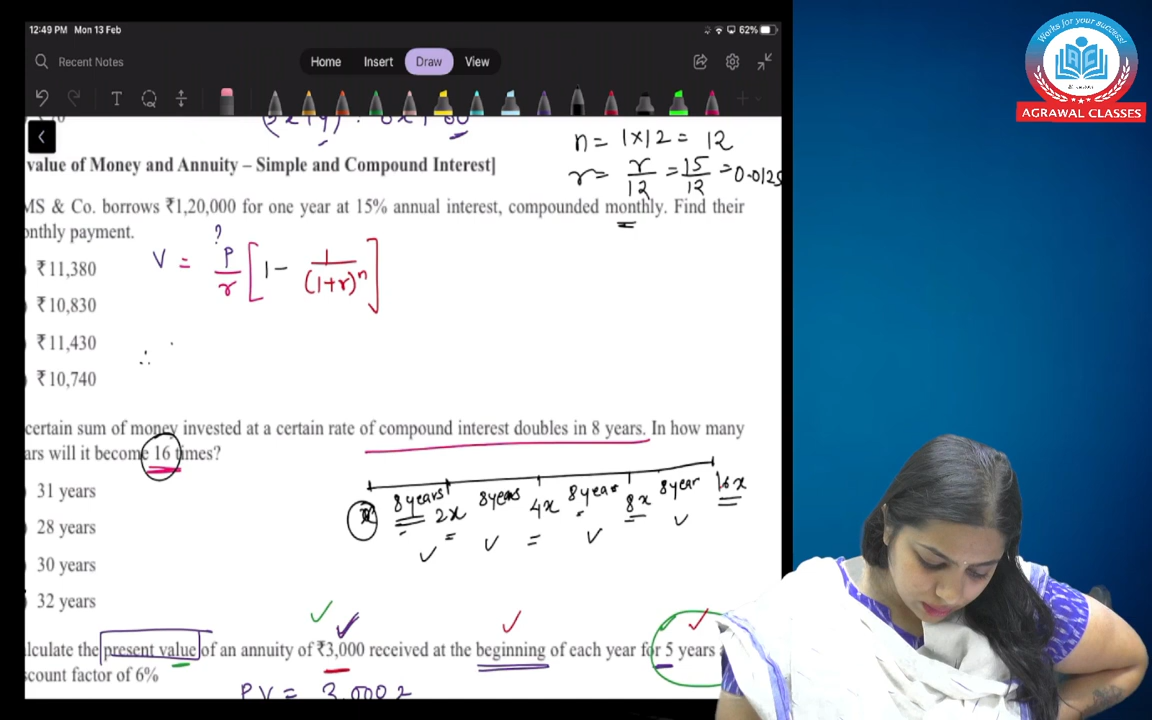 12:49 PM Mon 13 Feb
62%
Recent Notes
Home Insert Draw View
Works for your success!
AC
AGRAWAL CLASSES
value of Money and Annuity – Simple and Compound Interest]
n = 1×12 = 12
r = r/12 = 15/12 = 0.0125
MS & Co. borrows ₹1,20,000 for one year at 15% annual interest, compounded monthly. Find their
onthly payment.
?
V = P/r [1 - 1/(1+r)^n]
₹11,380
₹10,830
₹11,430
∴
₹10,740
certain sum of money invested at a certain rate of compound interest doubles in 8 years. In how many
ars will it become 16 times?
31 years
28 years
30 years
32 years
8 years 2x 8 years 4x 8 year 8x 8 year 16x
lculate the present value of an annuity of ₹3,000 received at the beginning of each year for 5 years
count factor of 6%
PV = 3,000